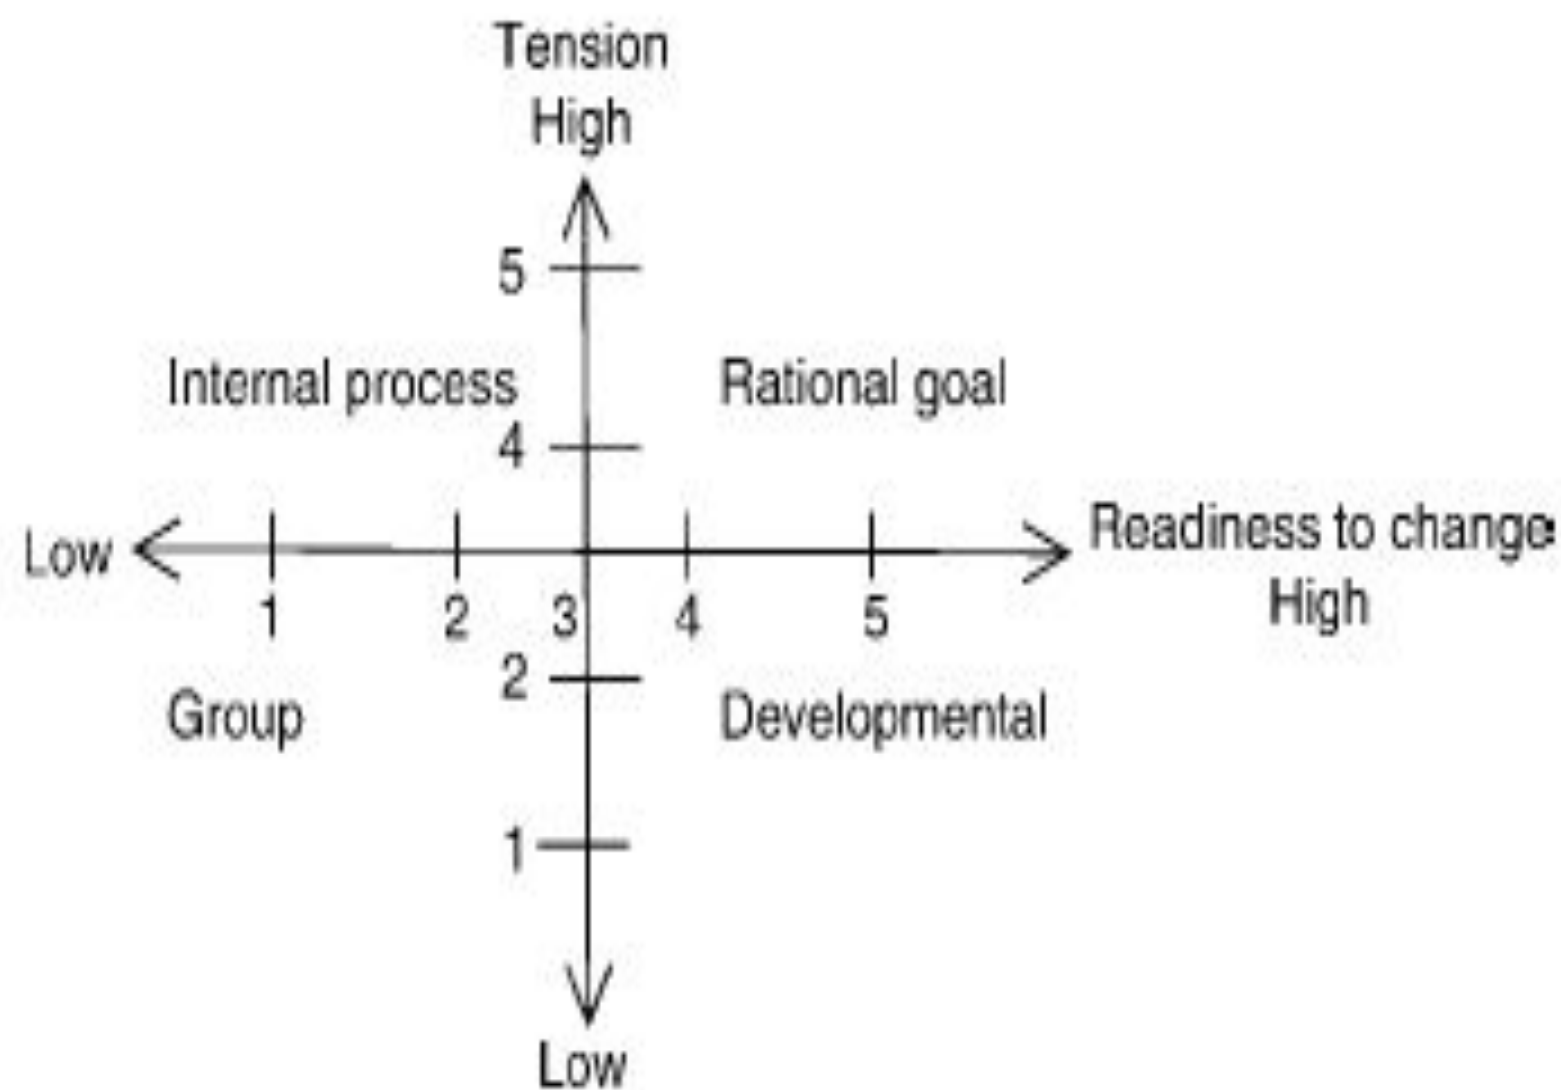 Tension
High
5
Internal process
Rational goal
4
Low
Readiness to change
High
1
2
3
4
5
2
Group
Developmental
1
Low